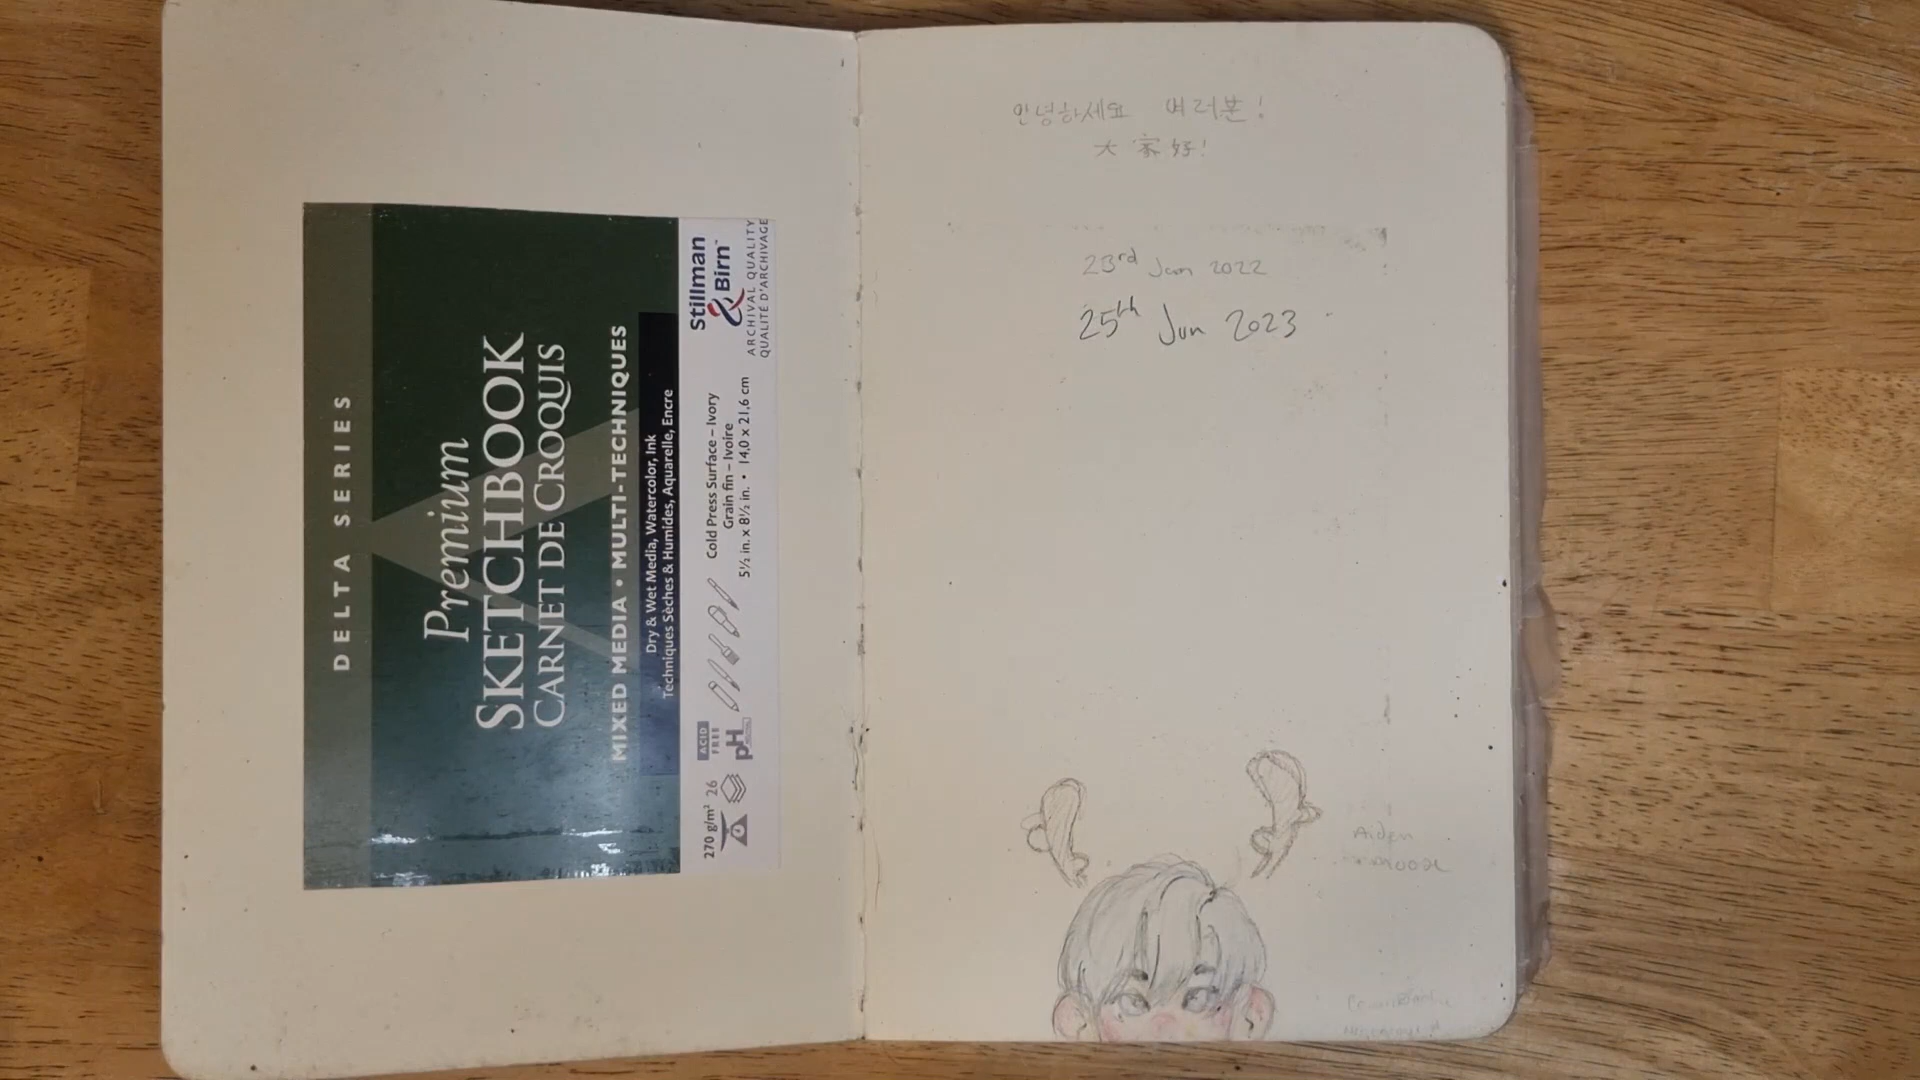 DELTA SERIES
Premium
SKETCHBOOK
CARNET DE CROQUIS
MIXED MEDIA • MULTI-TECHNIQUES
Dry & Wet Media, Watercolor, Ink
Techniques Sèches & Humides, Aquarelle, Encre
270 g/m² 26
ACID FREE
pH
Cold Press Surface – Ivory
Grain fin – Ivoire
5½ in. x 8½ in. • 14,0 x 21,6 cm
Stillman & Birn™
ARCHIVAL QUALITY
QUALITÉ D'ARCHIVAGE
안녕하세요 여러분!
大家好!
23rd Jan 2022
25th Jun 2023
Aiden